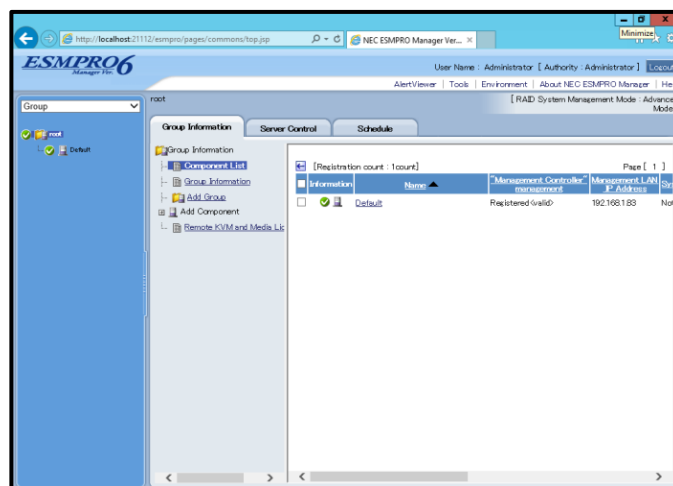 Minimize
http://localhost:21112/esmpro/pages/commons/top.jsp
NEC ESMPRO Manager Ver...
ESMPRO6
Manager Ver.
User Name : Administrator [ Authority : Administrator ] Logout
AlertViewer | Tools | Environment | About NEC ESMPRO Manager | He
Group
root
[ RAID System Management Mode : Advance
Mode
root
Default
Group Information
Server Control
Schedule
Group Information
Component List
Group Information
Add Group
Add Component
Remote KVM and Media Lic
[Registration count : 1count]
Page [ 1 ]
Information
Name
"Management Controller" management
Management LAN IP Address
Default
Registered (valid)
192.168.1.83
Not